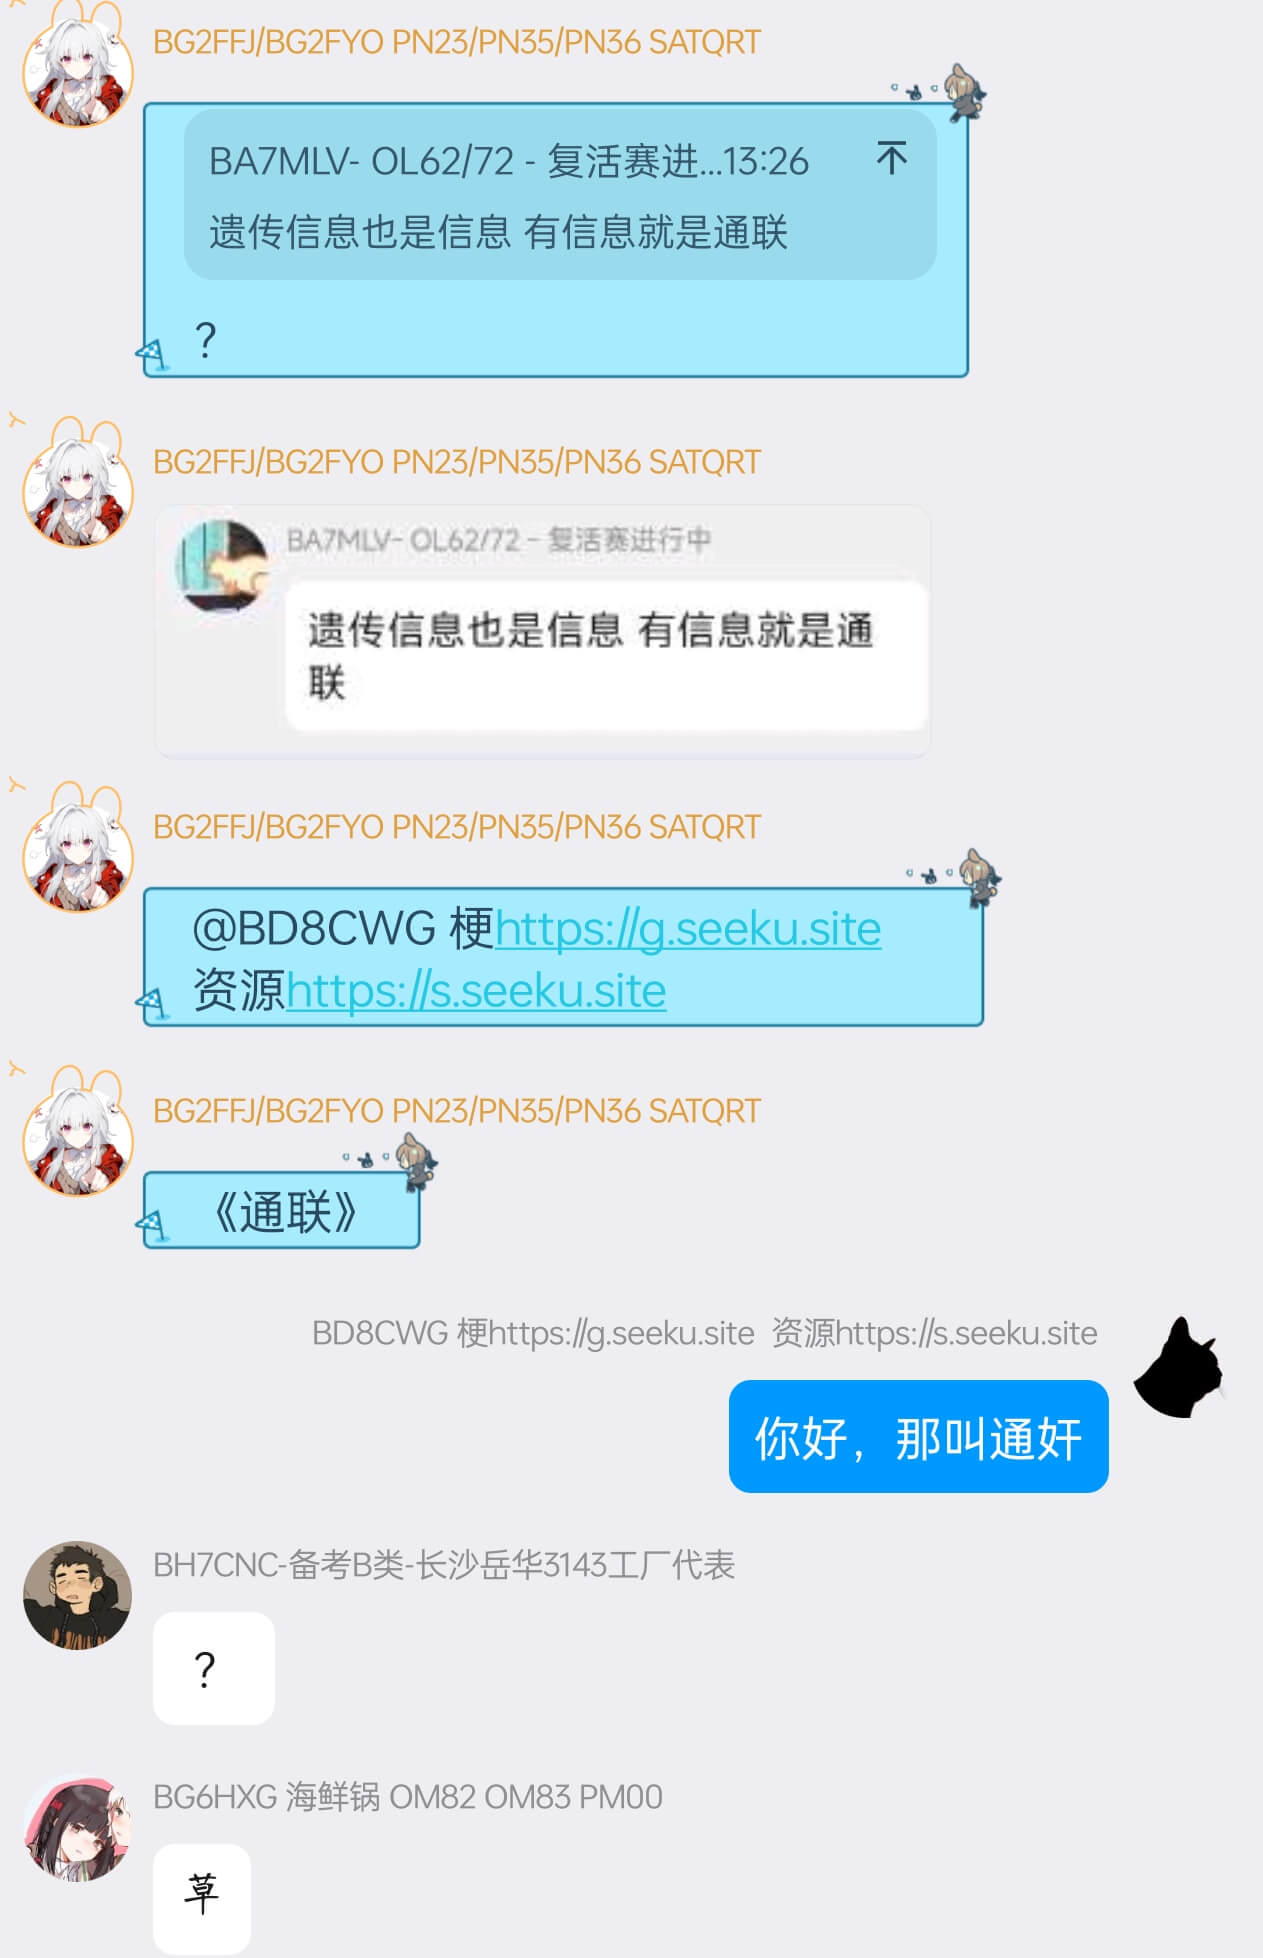 BG2FFJ/BG2FYO PN23/PN35/PN36 SATQRT
BA7MLV- OL62/72 - 复活赛进...13:26
遗传信息也是信息 有信息就是通联
？
BG2FFJ/BG2FYO PN23/PN35/PN36 SATQRT
BA7MLV- OL62/72 - 复活赛进行中
遗传信息也是信息 有信息就是通
联
BG2FFJ/BG2FYO PN23/PN35/PN36 SATQRT
@BD8CWG 梗https://g.seeku.site
资源https://s.seeku.site
BG2FFJ/BG2FYO PN23/PN35/PN36 SATQRT
《通联》
BD8CWG 梗https://g.seeku.site 资源https://s.seeku.site
你好，那叫通奸
BH7CNC-备考B类-长沙岳华3143工厂代表
？
BG6HXG 海鲜锅 OM82 OM83 PM00
草